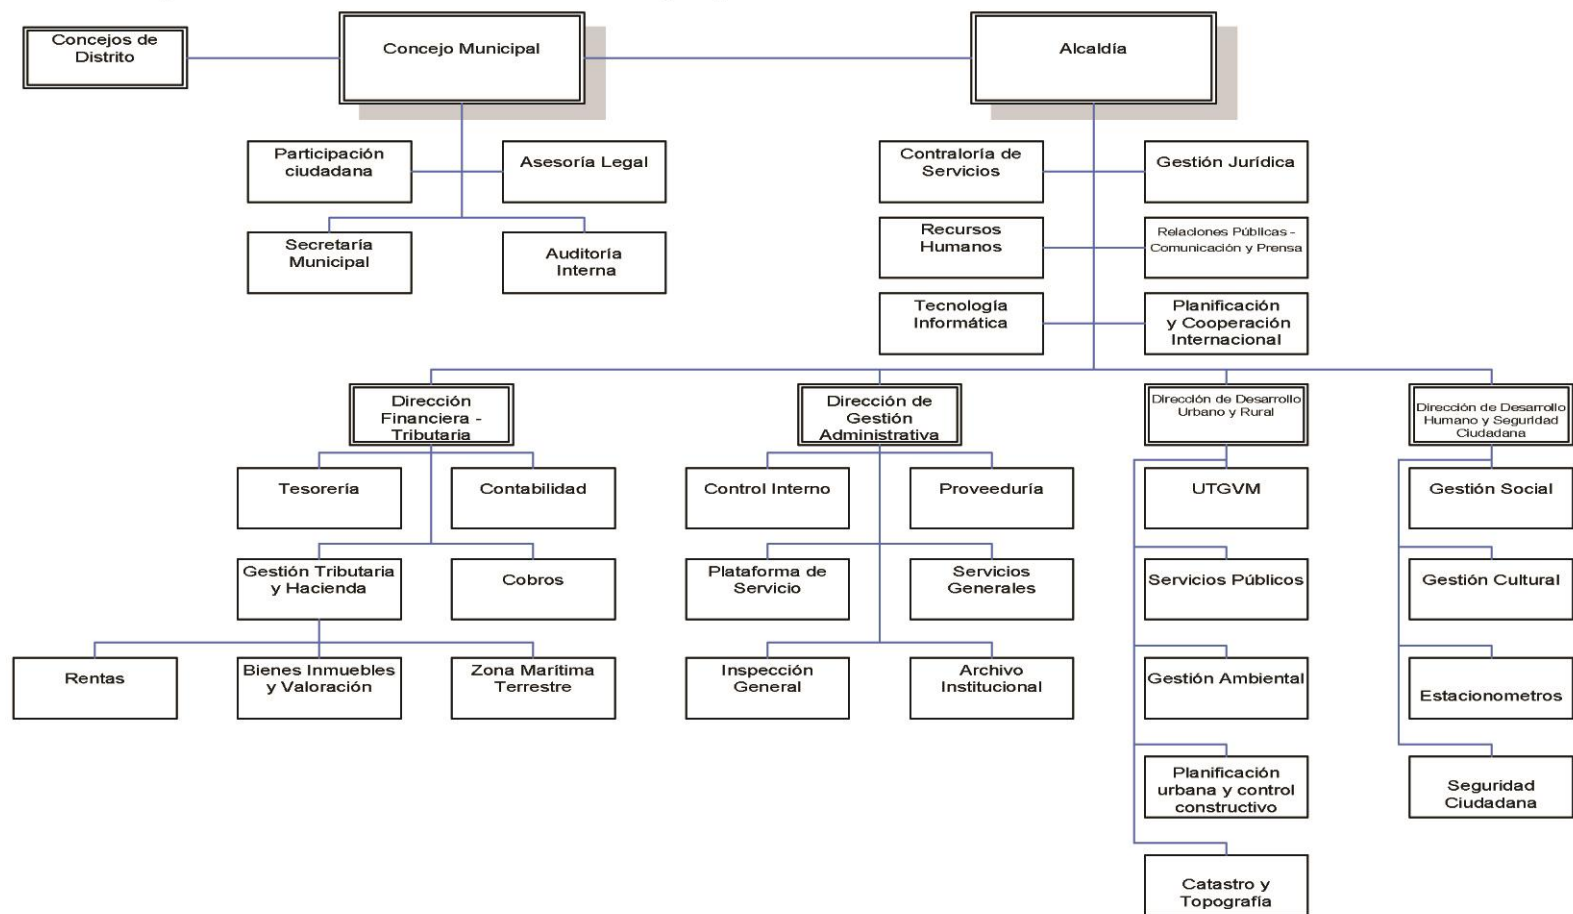 Concejos de
Distrito
Concejo Municipal
Alcaldía
Participación
ciudadana
Asesoría Legal
Secretaría
Municipal
Auditoría
Interna
Contraloría de
Servicios
Gestión Jurídica
Recursos
Humanos
Relaciones Públicas -
Comunicación y Prensa
Tecnología
Informática
Planificación
y Cooperación
Internacional
Dirección
Financiera -
Tributaria
Dirección de
Gestión
Administrativa
Dirección de Desarrollo
Urbano y Rural
Dirección de Desarrollo
Humano y Seguridad
Ciudadana
Tesorería
Contabilidad
Gestión Tributaria
y Hacienda
Cobros
Rentas
Bienes Inmuebles
y Valoración
Zona Marítima
Terrestre
Control Interno
Proveeduría
Plataforma de
Servicio
Servicios
Generales
Inspección
General
Archivo
Institucional
UTGVM
Servicios Públicos
Gestión Ambiental
Planificación
urbana y control
constructivo
Catastro y
Topografía
Gestión Social
Gestión Cultural
Estacionometros
Seguridad
Ciudadana